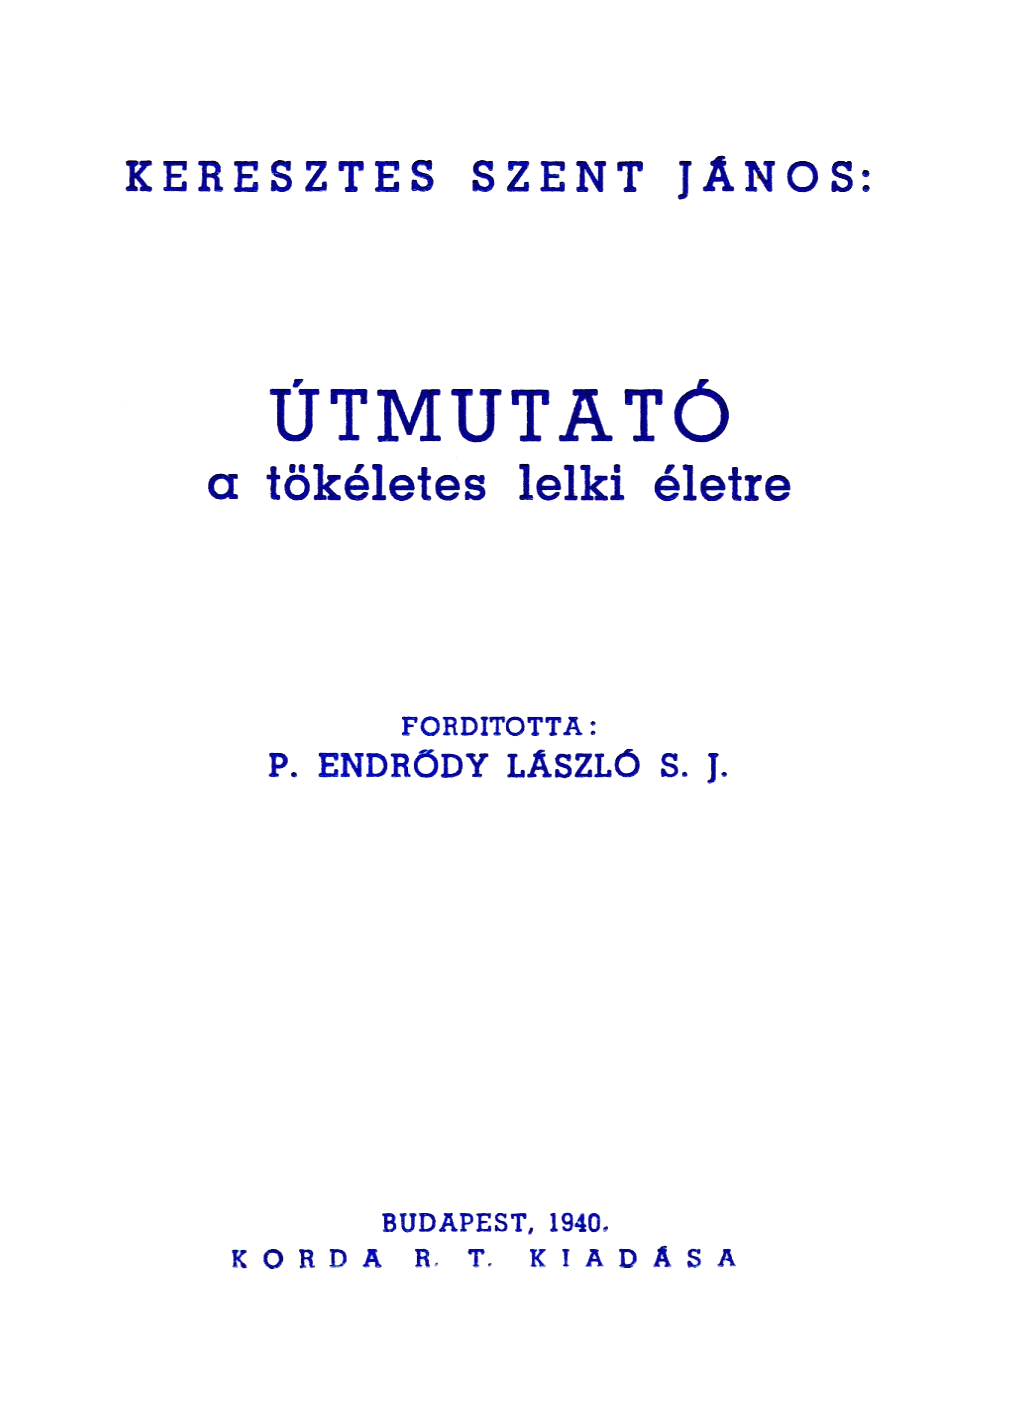 KERESZTES SZENT JÁNOS:
ÚTMUTATÓ
a tökéletes lelki életre
FORDITOTTA:
P. ENDRŐDY LÁSZLÓ S. J.
BUDAPEST, 1940.
KORDA R. T. KIADÁSA